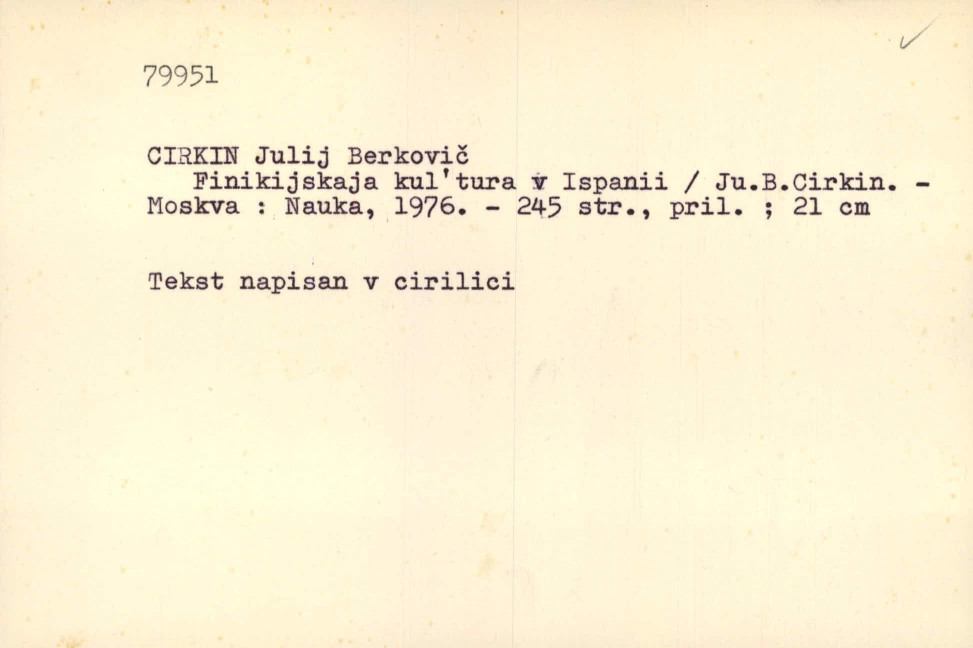 79951
CIRKIN Julij Berkovič
Finikijskaja kul'tura v Ispanii / Ju.B.Cirkin. -
Moskva : Nauka, 1976. - 245 str., pril. ; 21 cm
Tekst napisan v cirilici